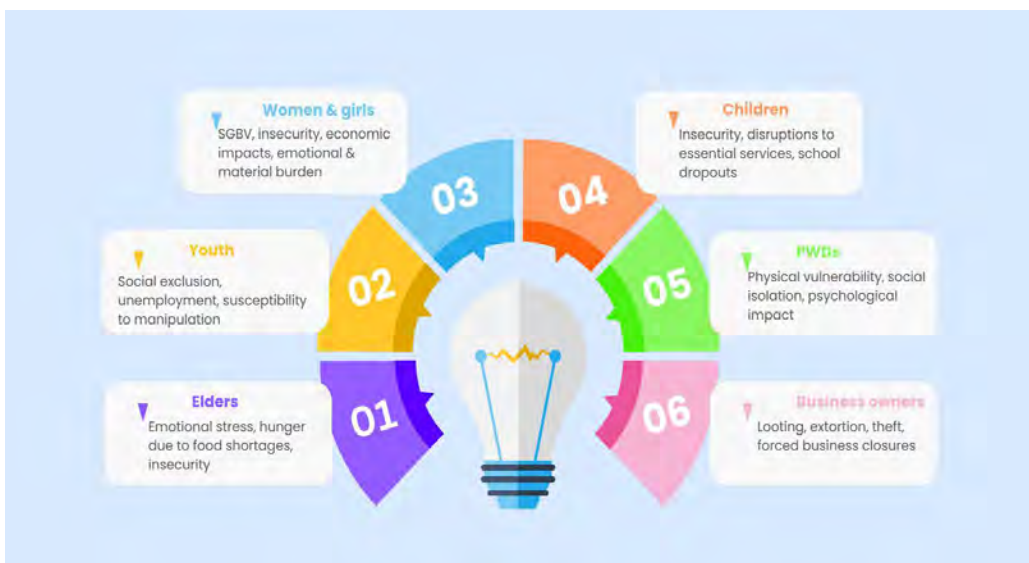 Women & girls
SGBV, insecurity, economic
impacts, emotional &
material burden
Children
Insecurity, disruptions to
essential services, school
dropouts
03
04
Youth
Social exclusion,
unemployment, susceptibility
to manipulation
02
05
PWDs
Physical vulnerability, social
isolation, psychological
impact
Elders
Emotional stress, hunger
due to food shortages,
insecurity
01
06
Business owners
Looting, extortion, theft,
forced business closures